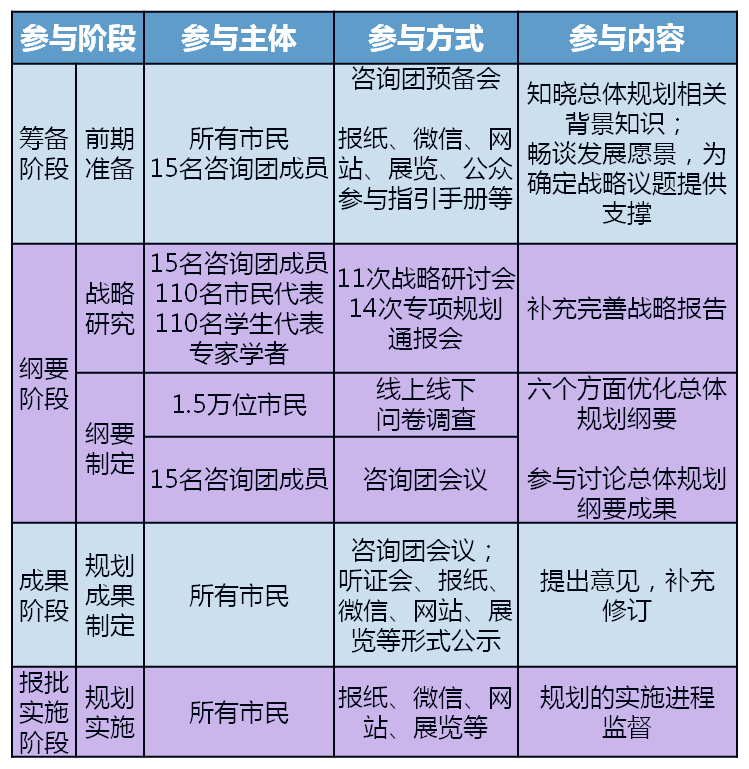 参与阶段
参与主体
参与方式
参与内容
筹备
阶段
前期
准备
所有市民
15名咨询团成员
咨询团预备会
报纸、微信、网
站、展览、公众
参与指引手册等
知晓总体规划相关
背景知识；
畅谈发展愿景，为
确定战略议题提供
支撑
纲要
阶段
战略
研究
15名咨询团成员
110名市民代表
110名学生代表
专家学者
11次战略研讨会
14次专项规划
通报会
补充完善战略报告
纲要
制定
1.5万位市民
线上线下
问卷调查
六个方面优化总体
规划纲要
15名咨询团成员
咨询团会议
参与讨论总体规划
纲要成果
成果
阶段
规划
成果
制定
所有市民
咨询团会议；
听证会、报纸、
微信、网站、展
览等形式公示
提出意见，补充
修订
报批
实施
阶段
规划
实施
所有市民
报纸、微信、网
站、展览等
规划的实施进程
监督